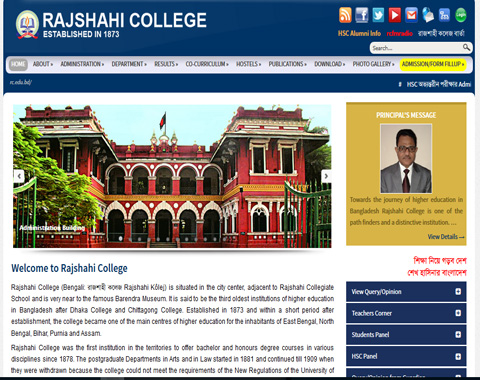 RAJSHAHI COLLEGE
ESTABLISHED IN 1873
HSC Alumni Info
রাজশাহী কলেজ বার্তা
Search...
HOME ABOUT » ADMINISTRATION » DEPARTMENT » RESULTS » CO-CURRICULUM » HOSTELS » PUBLICATIONS » DOWNLOAD » PHOTO GALLERY » ADMISSION/FORM FILLUP »
rc.edu.bd/
# HSC অভ্যন্তরীন পরীক্ষার Admi
Administration Building
PRINCIPAL'S MESSAGE
Towards the journey of higher education in
Bangladesh Rajshahi College is one of the
path finders and a distinctive institution. ...
View Details →
শিক্ষা নিয়ে গড়ব দেশ
শেখ হাসিনার বাংলাদেশ
Welcome to Rajshahi College
Rajshahi College (Bengali: রাজশাহী কলেজ Rajshahi Kôlej) is situated in the city center, adjacent to Rajshahi Collegiate
School and is very near to the famous Barendra Museum. It is said to be the third oldest institutions of higher education
in Bangladesh after Dhaka College and Chittagong College. Established in 1873 and within a short period after
establishment, the college became one of the main centres of higher education for the inhabitants of East Bengal, North
Bengal, Bihar, Purnia and Assam.
Rajshahi College was the first institution in the territories to offer bachelor and honours degree courses in various
disciplines since 1878. The postgraduate Departments in Arts and in Law started in 1881 and continued till 1909 when
they were withdrawn because the college could not meet the requirements of the New Regulations of the University of
View Query/Opinion
Teachers Corner
Students Panel
HSC Panel